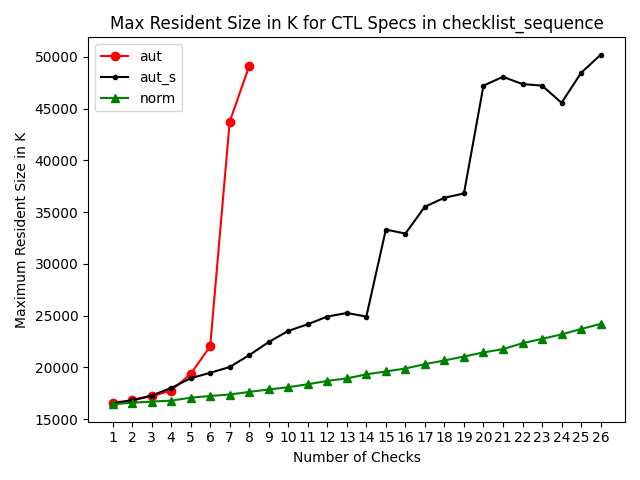 Max Resident Size in K for CTL Specs in checklist_sequence
aut
aut_s
norm
Maximum Resident Size in K
50000
45000
40000
35000
30000
25000
20000
15000
1 2 3 4 5 6 7 8 9 10 11 12 13 14 15 16 17 18 19 20 21 22 23 24 25 26
Number of Checks